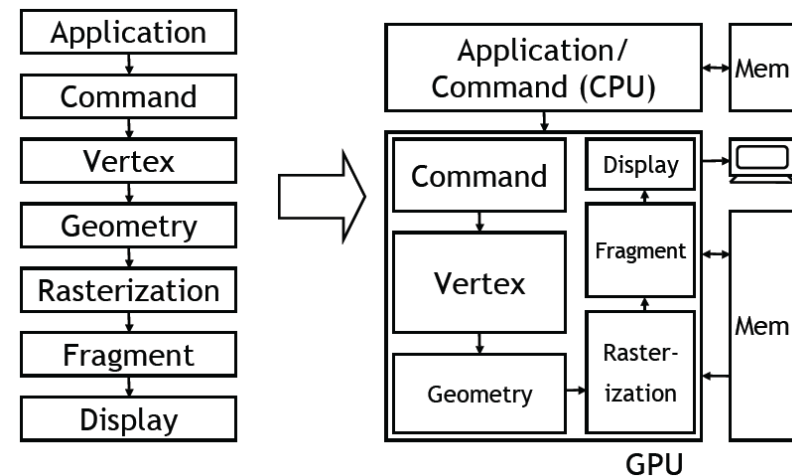 Application
Command
Vertex
Geometry
Rasterization
Fragment
Display
Application/
Command (CPU)
Mem
Command
Vertex
Geometry
Display
Fragment
Raster-
ization
Mem
GPU